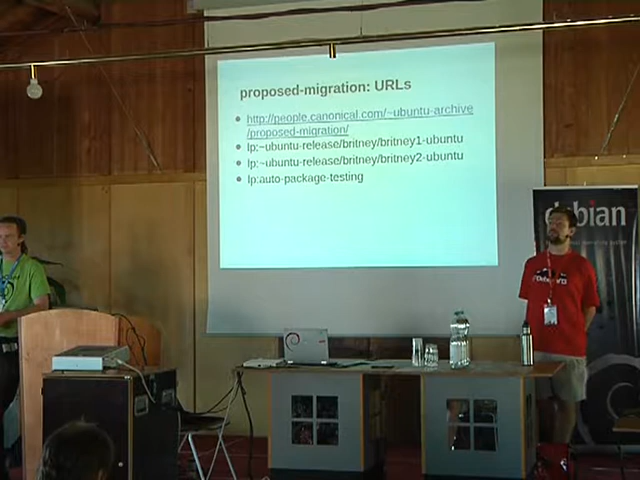 proposed-migration: URLs
http://people.canonical.com/~ubuntu-archive
/proposed-migration/
lp:~ubuntu-release/britney/britney1-ubuntu
lp:~ubuntu-release/britney/britney2-ubuntu
lp:auto-package-testing
debian